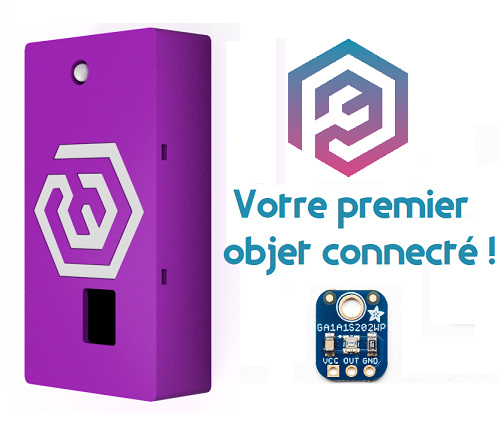 Votre premier
objet connecté !
GA1A1S202WP
VCC OUT GND